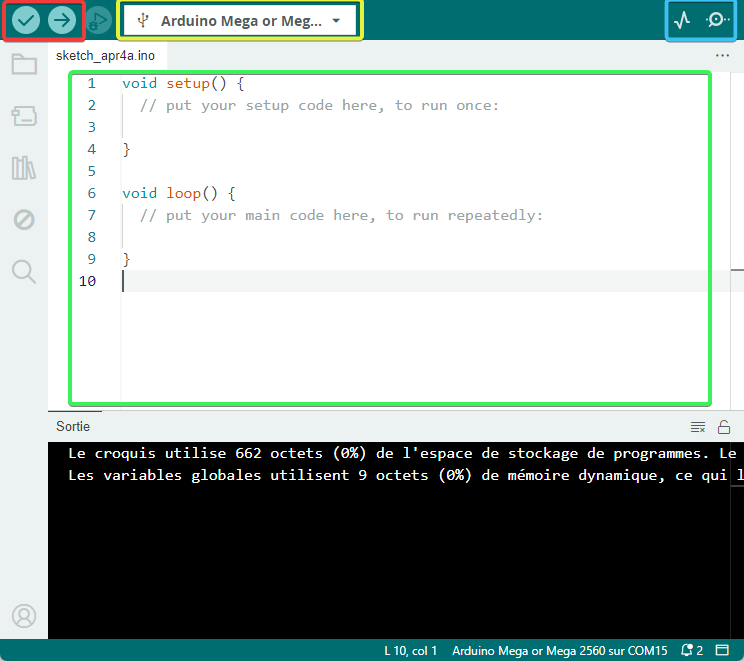 Arduino Mega or Meg...
sketch_apr4a.ino
1 void setup() {
2 // put your setup code here, to run once:
3
4 }
5
6 void loop() {
7 // put your main code here, to run repeatedly:
8
9 }
10
Sortie
Le croquis utilise 662 octets (0%) de l'espace de stockage de programmes. Le
Les variables globales utilisent 9 octets (0%) de mémoire dynamique, ce qui l
L 10, col 1 Arduino Mega or Mega 2560 sur COM15 2